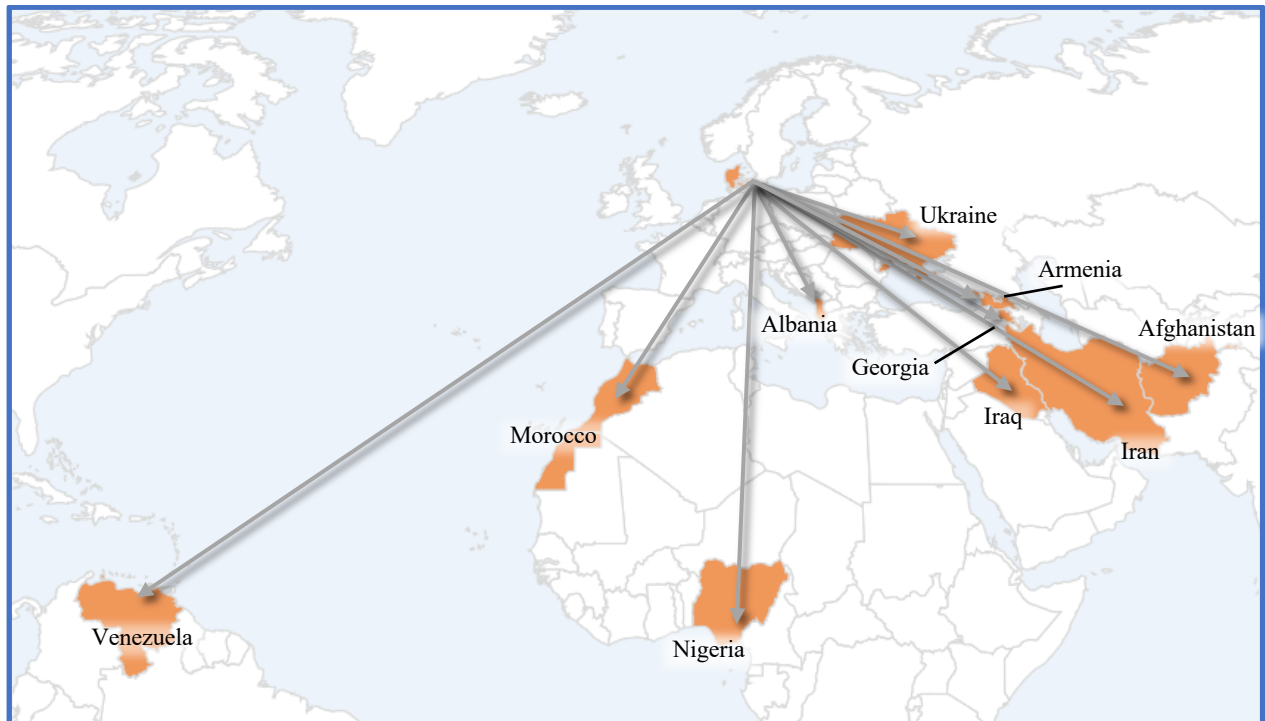 Ukraine
Armenia
Afghanistan
Albania
Georgia
Iraq
Morocco
Iran
Venezuela
Nigeria